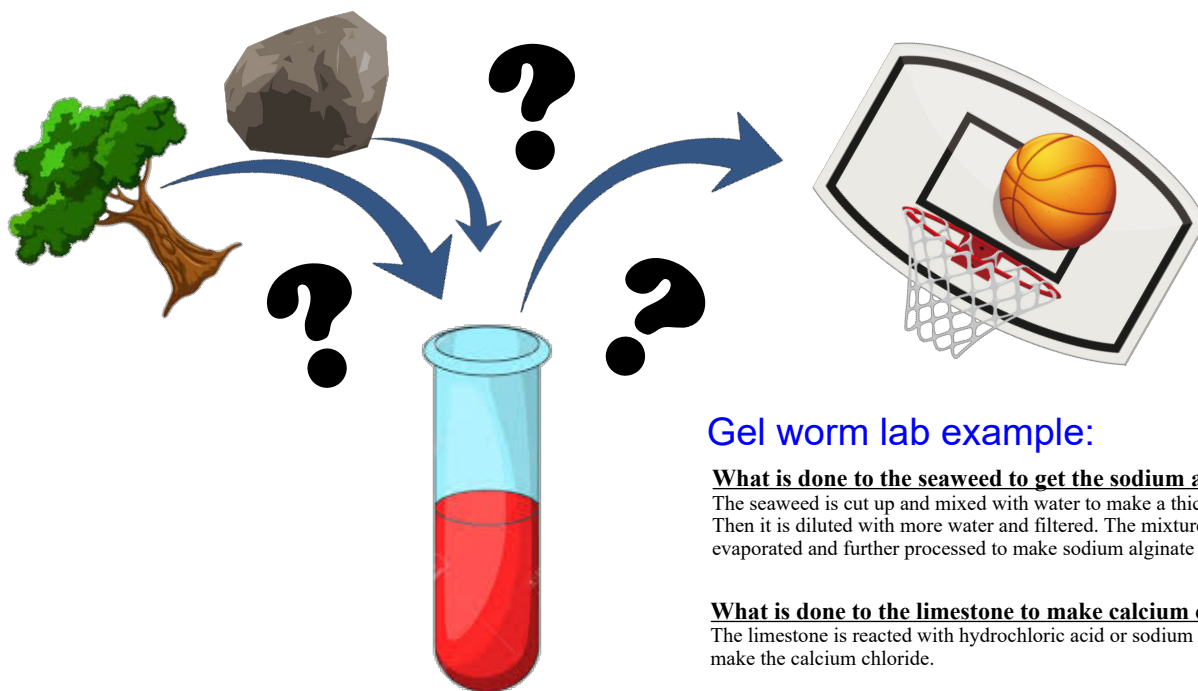 ?
?
?
Gel worm lab example:
What is done to the seaweed to get the sodium
The seaweed is cut up and mixed with water to make a
Then it is diluted with more water and filtered. The mixture
evaporated and further processed to make sodium alginate
What is done to the limestone to make calcium
The limestone is reacted with hydrochloric acid or sodium
make the calcium chloride.